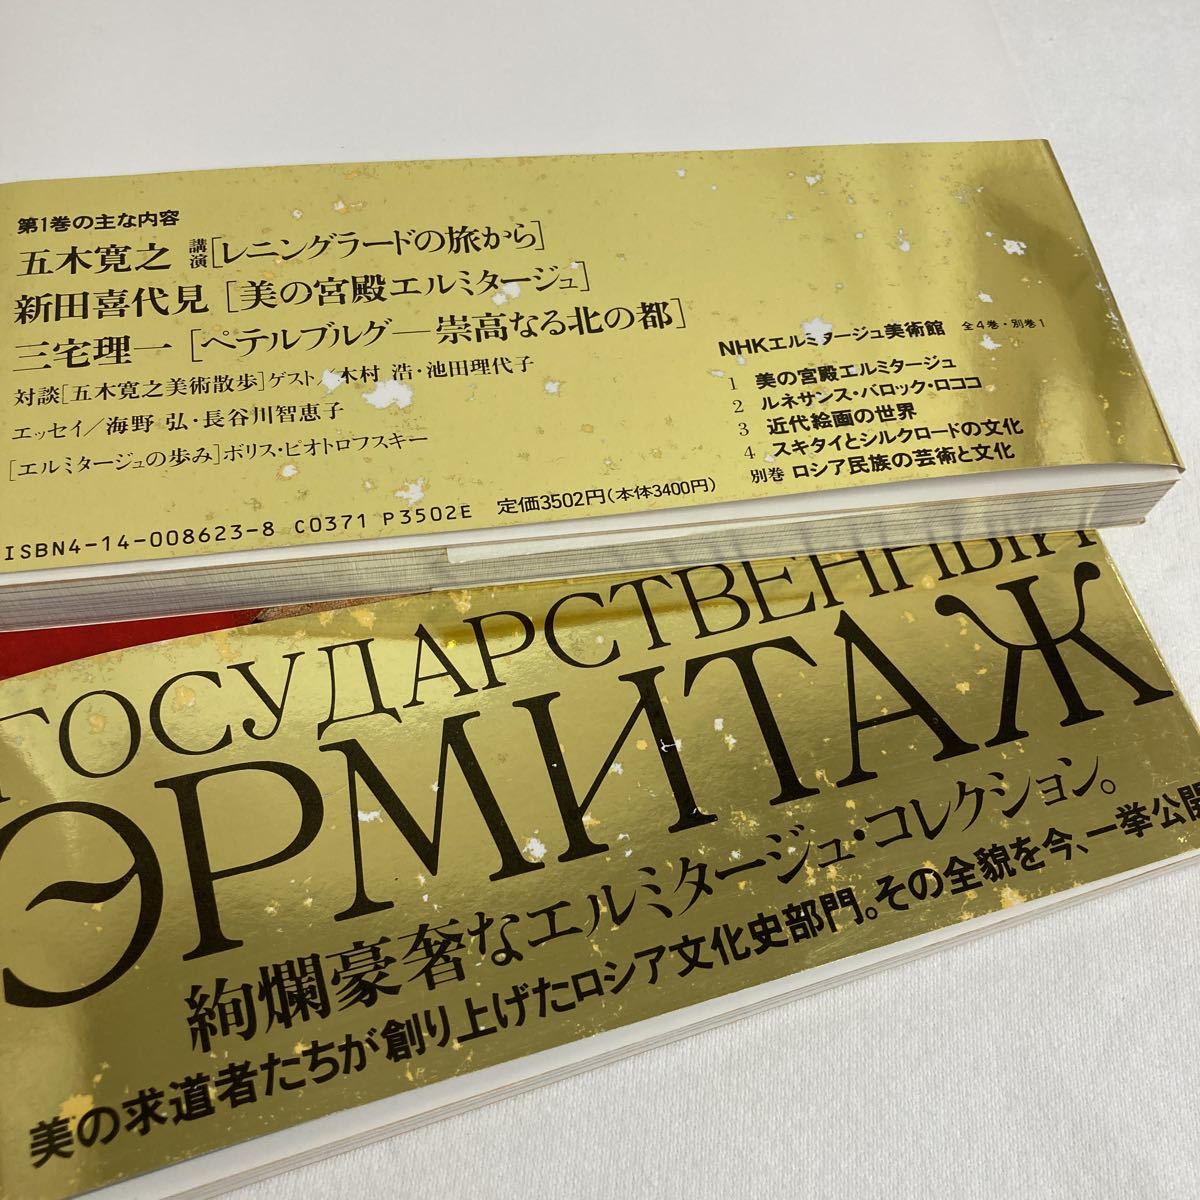 第1巻の主な内容
五木寛之 講演[レニングラードの旅から]
新田喜代見[美の宮殿エルミタージュ]
三宅理一[ペテルブルグ―崇高なる北の都]
対談[五木寛之美術散歩]ゲスト/木村 浩・池田理代子
エッセイ/海野 弘・長谷川智恵子
[エルミタージュの歩み]ボリス・ピオトロフスキー
ISBN4-14-008623-8 C0371 P3502E 定価3502円(本体3400円)
NHKエルミタージュ美術館 全4巻・別巻1
1 美の宮殿エルミタージュ
2 ルネサンス・バロック・ロココ
3 近代絵画の世界
4 スキタイとシルクロードの文化
別巻 ロシア民族の芸術と文化
ГОСУДАРСТВЕННЫЙ
ЭРМИТАЖ
絢爛豪奢なエルミタージュ・コレクション。
美の求道者たちが創り上げたロシア文化史部門。その全貌を今、一挙公開